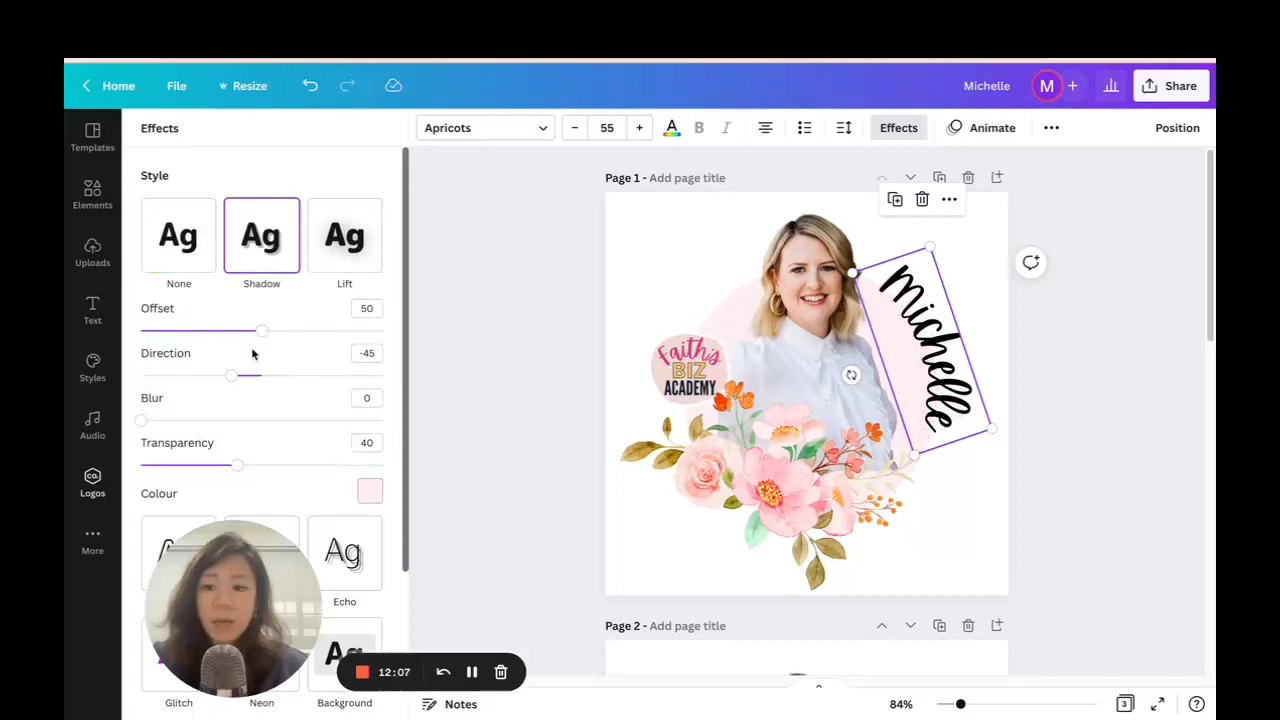 Home File Resize Michelle M Share
Effects
Apricots 55 A B I Effects Animate Position
Templates
Elements
Uploads
Text
Styles
Audio
CO.
Logos
More
Style
Ag Ag Ag
None Shadow Lift
Offset 50
Direction -45
Blur 0
Transparency 40
Colour
Ag
Echo
Ag
Glitch Neon Background
12:07
Page 1 - Add page title
Michelle
Faith's
BIZ
ACADEMY
Page 2 - Add page title
Notes 84% 3 ?